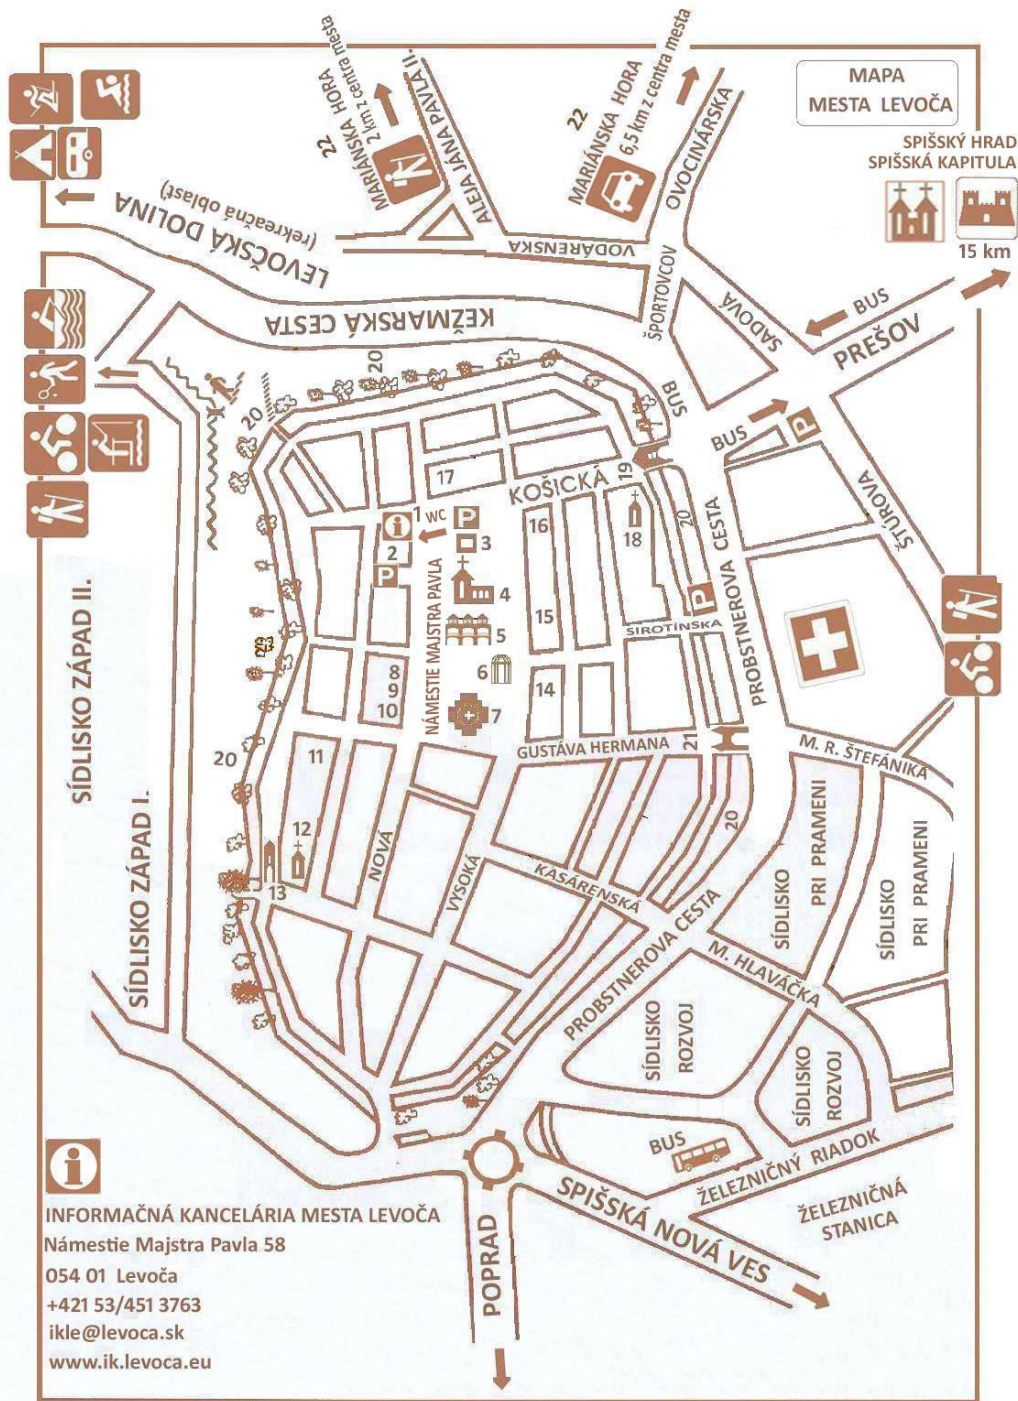 MAPA
MESTA LEVOČA
SPIŠSKÝ HRAD
SPIŠSKÁ KAPITULA
15 km
22
MARIÁNSKA HORA
2 km z centra mesta
ALEJA JÁNA PAVLA II.
22
MARIÁNSKA HORA
6,5 km z centra mesta
OVOCINÁRSKA
LEVOČSKÁ DOLINA
(rekreačná oblasť)
VODÁRENSKA
ŠPORTOVCOV
SADOVÁ
BUS
PREŠOV
KEŽMARSKÁ CESTA
20
20
BUS
BUS
P
17
KOŠICKÁ
19
1
WC
P
i
2
P
3
16
18
20
PROBSTNEROVA CESTA
ŠTÚROVA
NÁMESTIE MAJSTRA PAVLA
4
5
15
P
SIROTÍNSKA
8
9
10
6
7
14
GUSTÁVA HERMANA
21
M. R. ŠTEFÁNIKA
20
11
12
13
NOVÁ
VYSOKÁ
KASÁRENSKÁ
20
PROBSTNEROVA CESTA
M. HLAVÁČKA
SÍDLISKO
PRI PRAMENI
SÍDLISKO
PRI PRAMENI
SÍDLISKO ZÁPAD II.
SÍDLISKO ZÁPAD I.
SÍDLISKO
ROZVOJ
SÍDLISKO
ROZVOJ
BUS
ŽELEZNIČNÝ RIADOK
ŽELEZNIČNÁ
STANICA
SPIŠSKÁ NOVÁ VES
POPRAD
i
INFORMAČNÁ KANCELÁRIA MESTA LEVOČA
Námestie Majstra Pavla 58
054 01 Levoča
+421 53/451 3763
ikle@levoca.sk
www.ik.levoca.eu